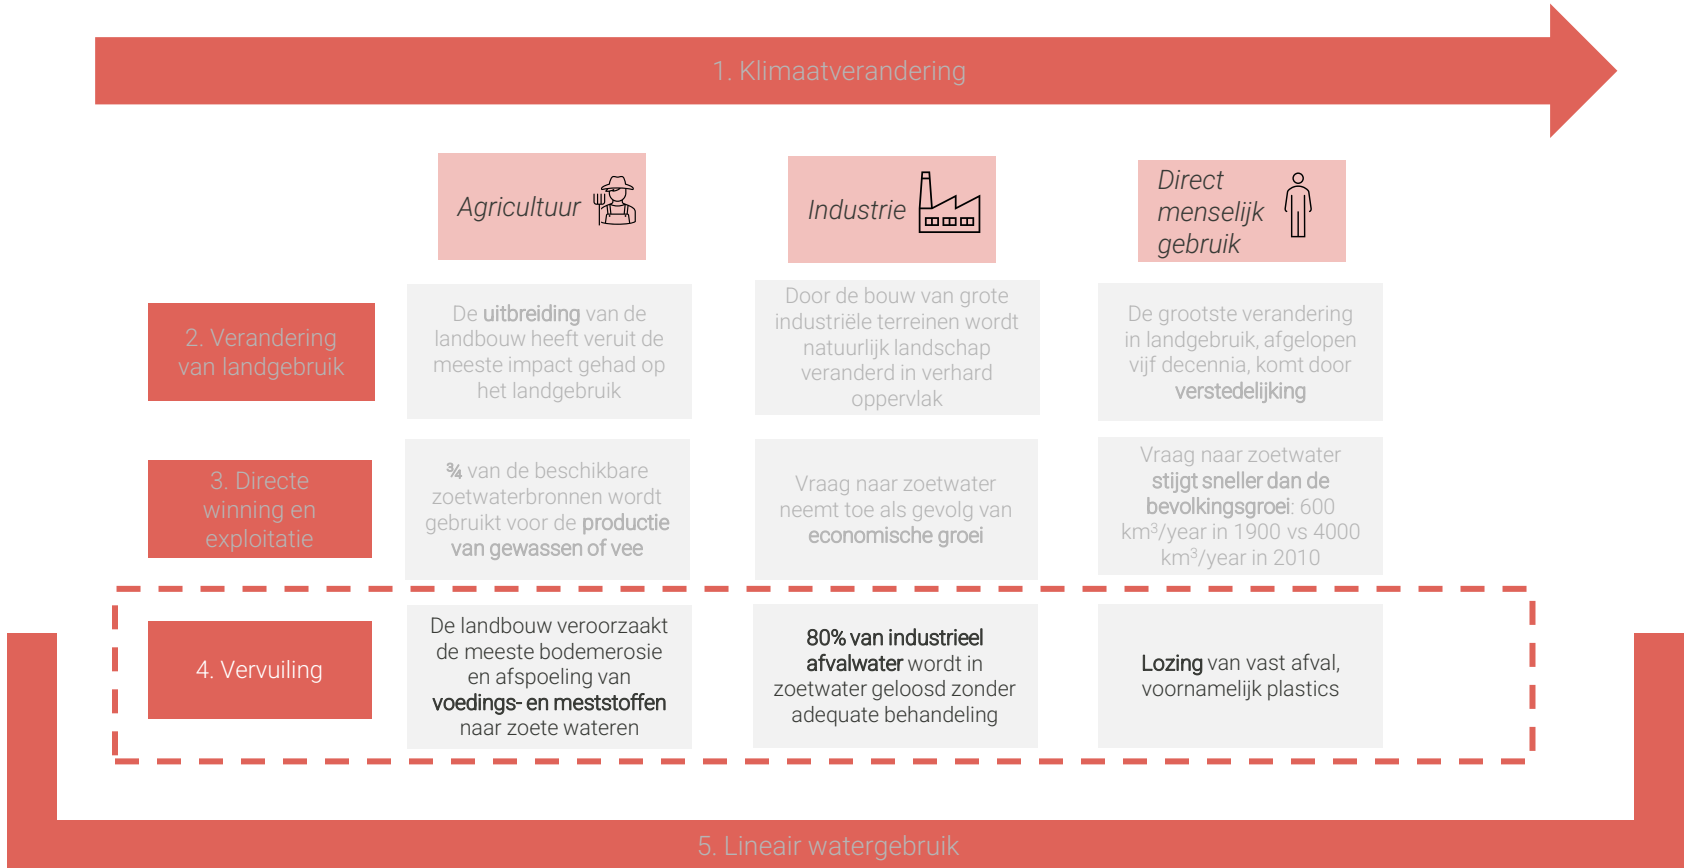 1. Klimaatverandering
Agricultuur
Industrie
Direct
menselijk
gebruik
2. Verandering
van landgebruik
De uitbreiding van de
landbouw heeft veruit de
meeste impact gehad op
het landgebruik
Door de bouw van grote
industriële terreinen wordt
natuurlijk landschap
veranderd in verhard
oppervlak
De grootste verandering
in landgebruik, afgelopen
vijf decennia, komt door
verstedelijking
3. Directe
winning en
exploitatie
¾ van de beschikbare
zoetwaterbronnen wordt
gebruikt voor de productie
van gewassen of vee
Vraag naar zoetwater
neemt toe als gevolg van
economische groei
Vraag naar zoetwater
stijgt sneller dan de
bevolkingsgroei: 600
km³/year in 1900 vs 4000
km³/year in 2010
4. Vervuiling
De landbouw veroorzaakt
de meeste bodemerosie
en afspoeling van
voedings- en meststoffen
naar zoete wateren
80% van industrieel
afvalwater wordt in
zoetwater geloosd zonder
adequate behandeling
Lozing van vast afval,
voornamelijk plastics
5. Lineair watergebruik